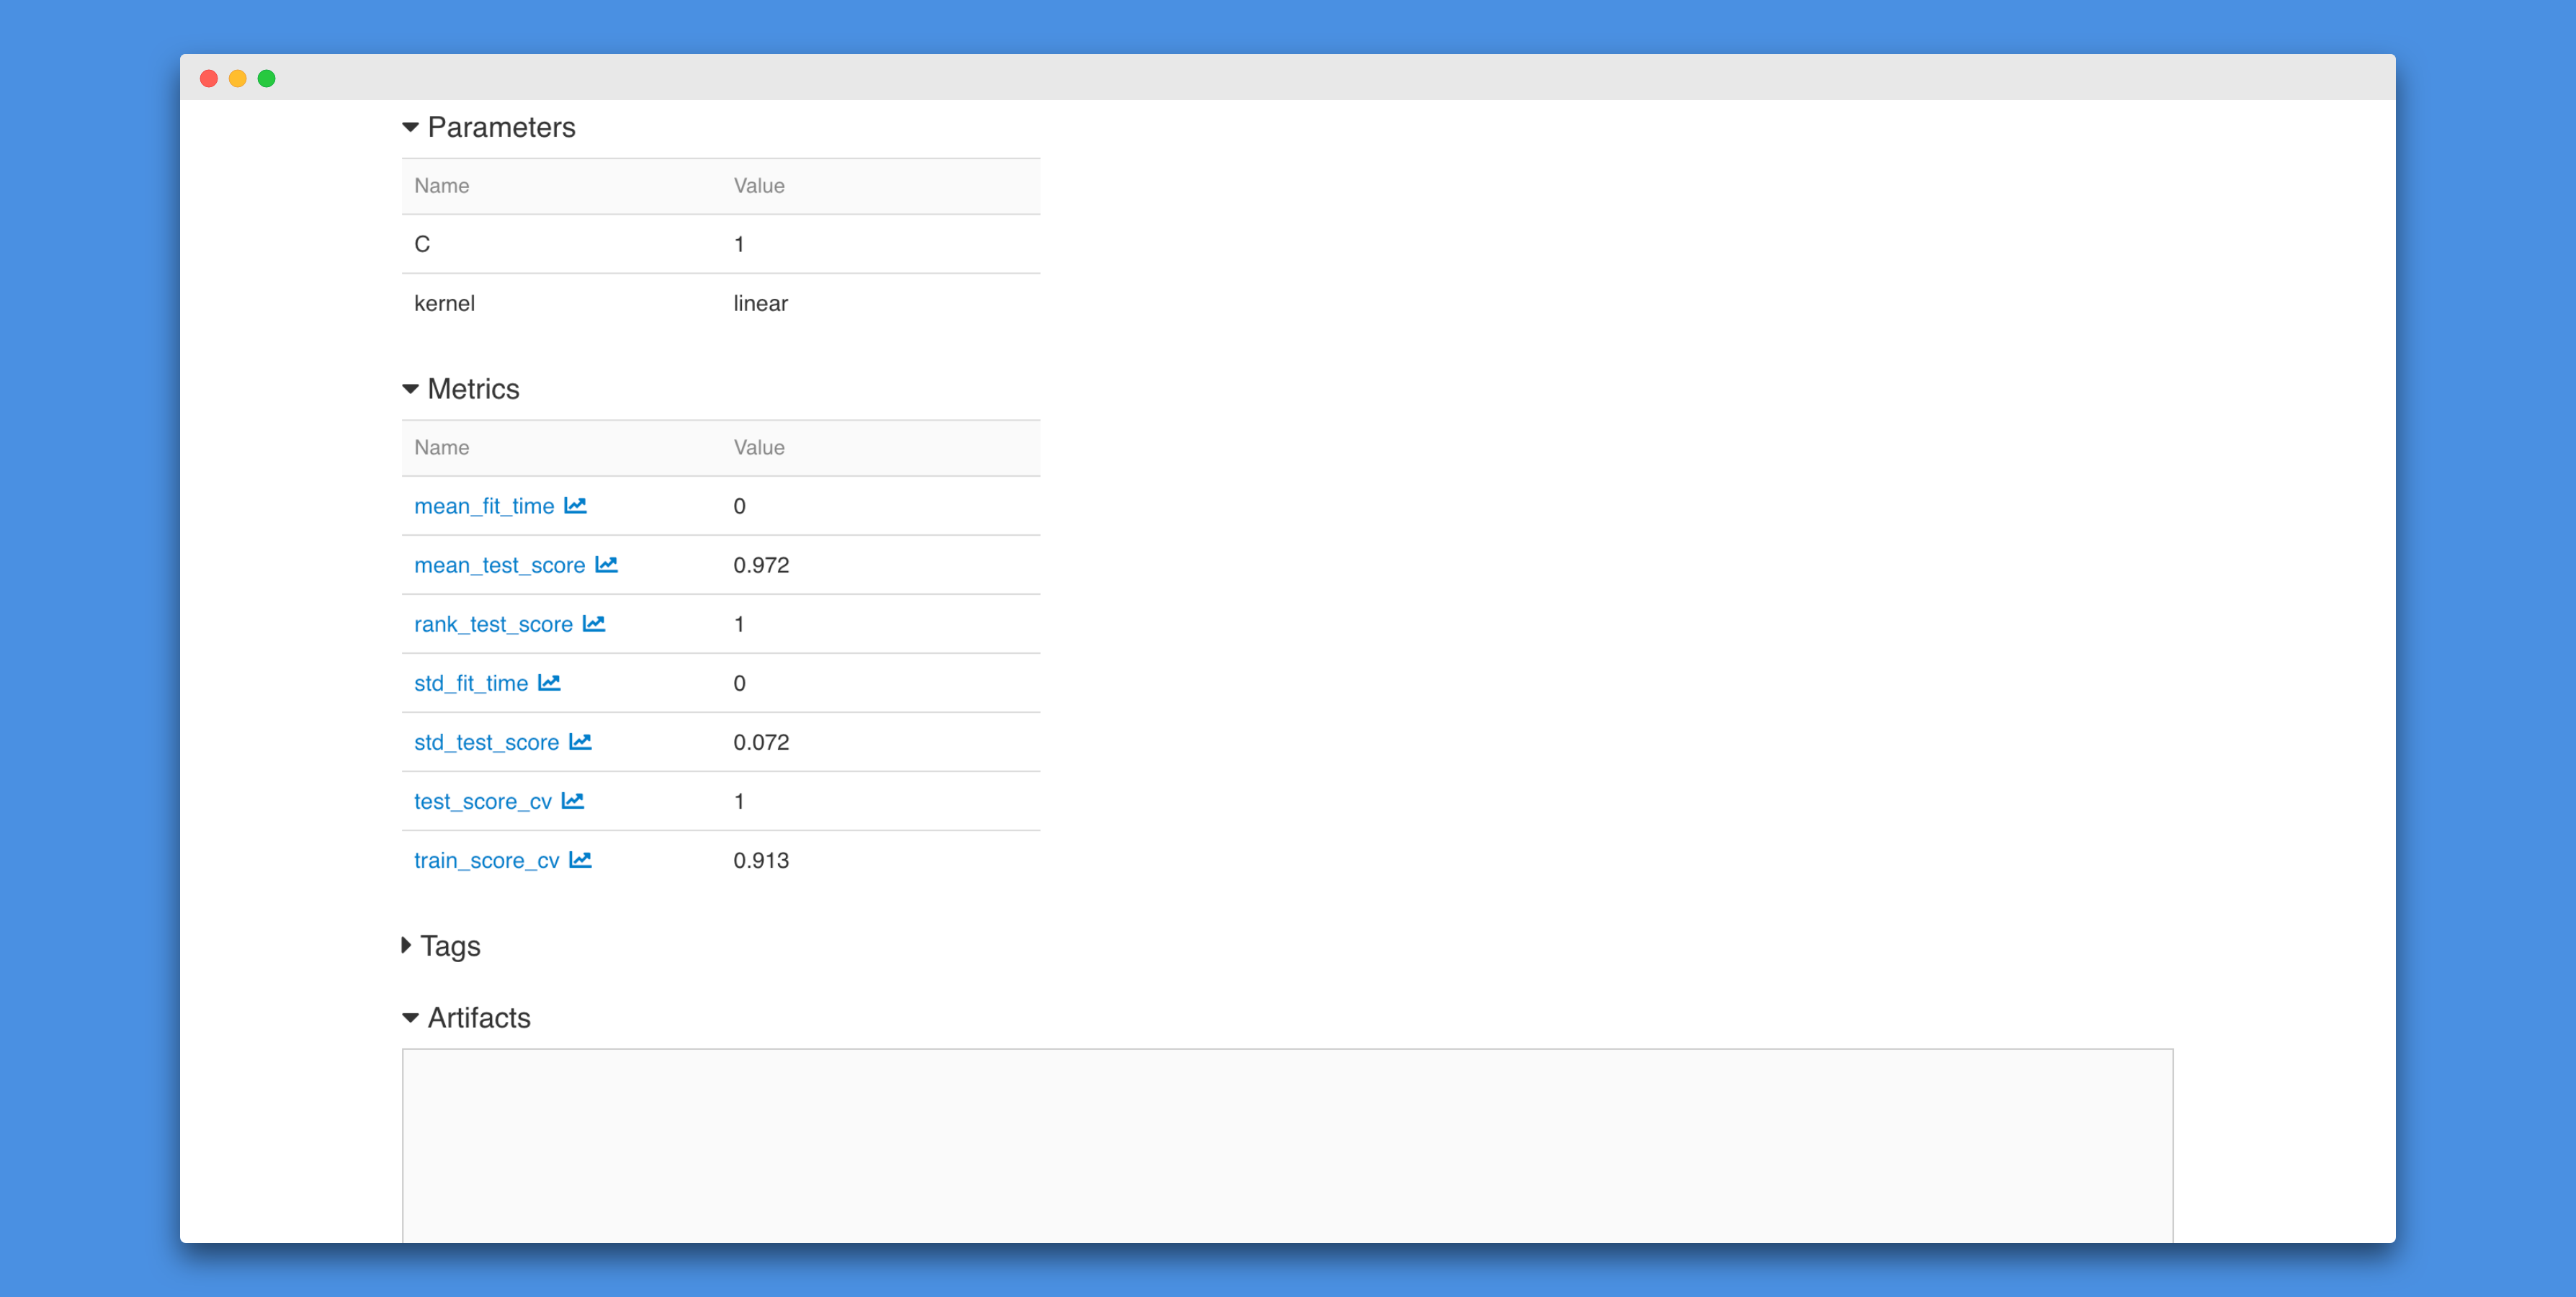 Parameters
Name Value
C 1
kernel linear
Metrics
Name Value
mean_fit_time 0
mean_test_score 0.972
rank_test_score 1
std_fit_time 0
std_test_score 0.072
test_score_cv 1
train_score_cv 0.913
Tags
Artifacts